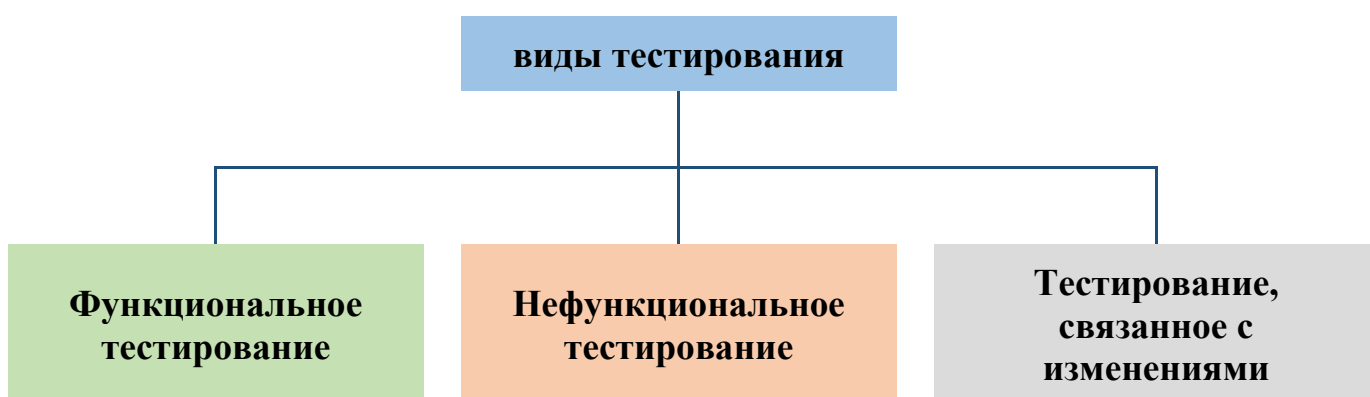 виды тестирования
Функциональное
тестирование
Нефункциональное
тестирование
Тестирование,
связанное с
изменениями